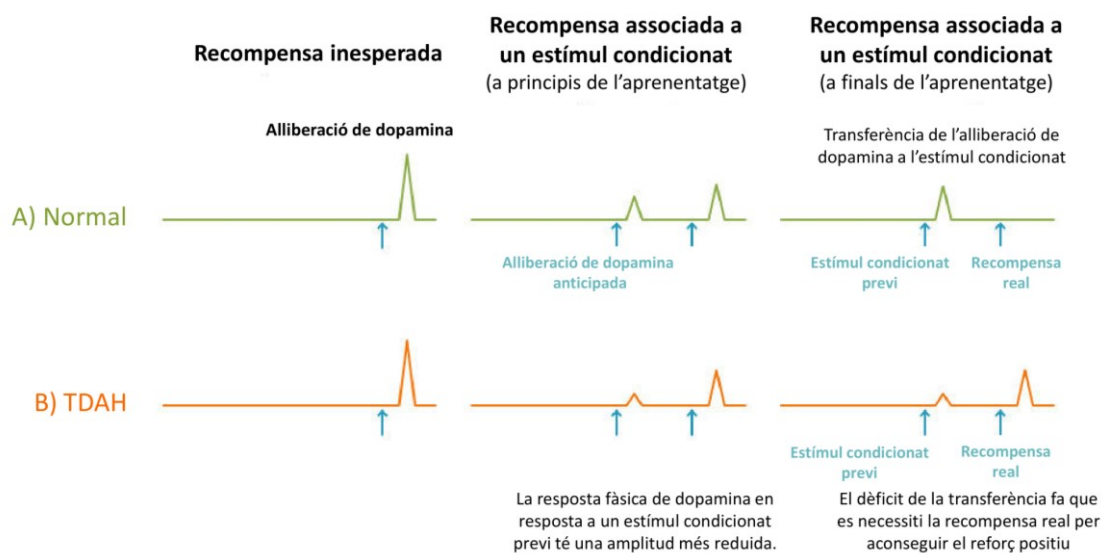 Recompensa inesperada
Recompensa associada a
un estímul condicionat
(a principis de l'aprenentatge)
Recompensa associada a
un estímul condicionat
(a finals de l'aprenentatge)
Alliberació de dopamina
Transferència de l'alliberació de
dopamina a l'estímul condicionat
A) Normal
Alliberació de dopamina
anticipada
Estímul condicionat
previ
Recompensa
real
B) TDAH
Estímul condicionat
previ
Recompensa
real
La resposta fàsica de dopamina en
resposta a un estímul condicionat
previ té una amplitud més reduida.
El dèficit de la transferència fa que
es necessiti la recompensa real per
aconseguir el reforç positiu